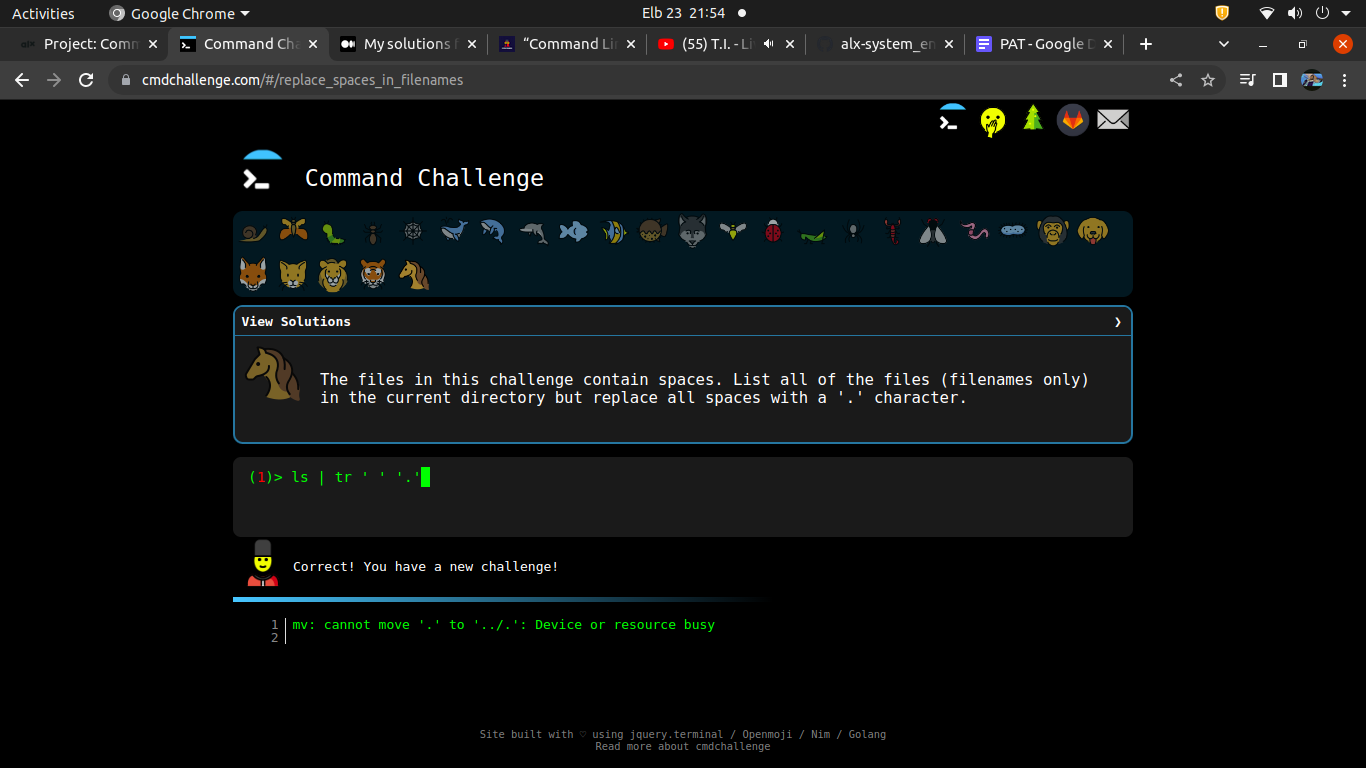 Activities Google Chrome Elb 23 21:54
Project: Comm Command Cha My solutions f “Command Lin (55) T.I. - Li alx-system_en PAT - Google D
cmdchallenge.com/#/replace_spaces_in_filenames
Command Challenge
View Solutions ❯
The files in this challenge contain spaces. List all of the files (filenames only)
in the current directory but replace all spaces with a '.' character.
(1)> ls | tr ' ' '.'
Correct! You have a new challenge!
1 mv: cannot move '.' to '../.': Device or resource busy
2
Site built with ♡ using jquery.terminal / Openmoji / Nim / Golang
Read more about cmdchallenge